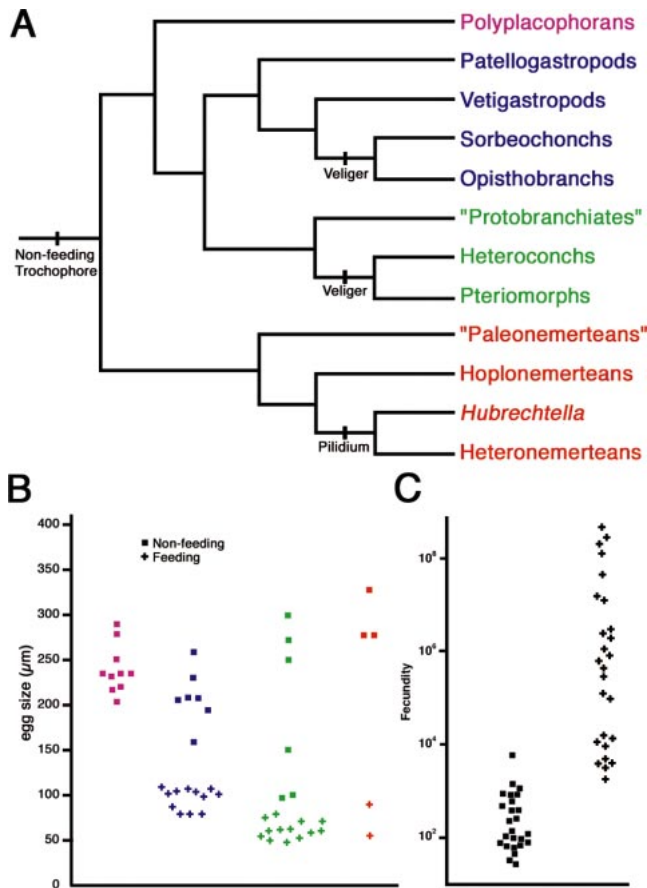 A
Polyplacophorans
Patellogastropods
Vetigastropods
Sorbeochonchs
Veliger
Opisthobranchs
"Protobranchiates"
Non-feeding
Trochophore
Heteroconchs
Veliger
Pteriomorphs
"Paleonemerteans"
Hoplonemerteans
Hubrechtella
Pilidium
Heteronemerteans
B
400
350
300
250
200
150
100
50
0
egg size (µm)
Non-feeding
Feeding
C
Fecundity
10⁸
10⁶
10⁴
10²